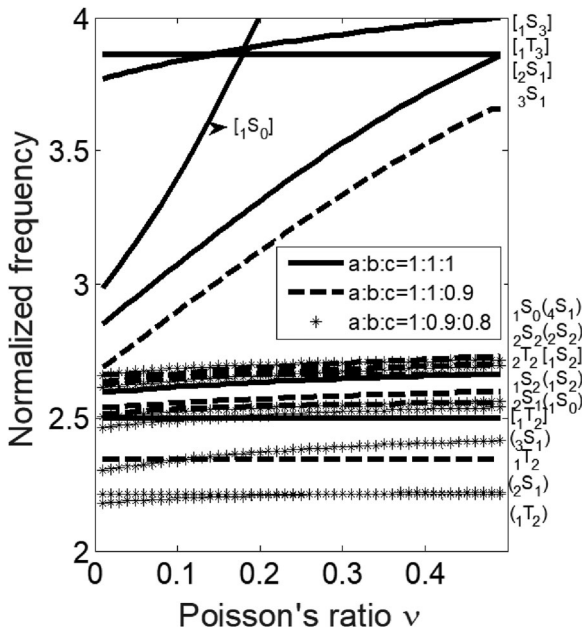 4
3.5
3
2.5
2
0
0.1
0.2
0.3
0.4
Normalized frequency
Poisson's ratio ν
[₁S₀]
a:b:c=1:1:1
a:b:c=1:1:0.9
a:b:c=1:0.9:0.8
[₁S₃]
[₁T₃]
[₂S₁]
₃S₁
₁S₀(₄S₁)
₂S₂(₂S₂)
₂T₂ [₁S₂]
₁S₂(₁S₂)
₂S₁(₁S₀)
[₁T₂]
(₃S₁)
₁T₂
(₂S₁)
(₁T₂)